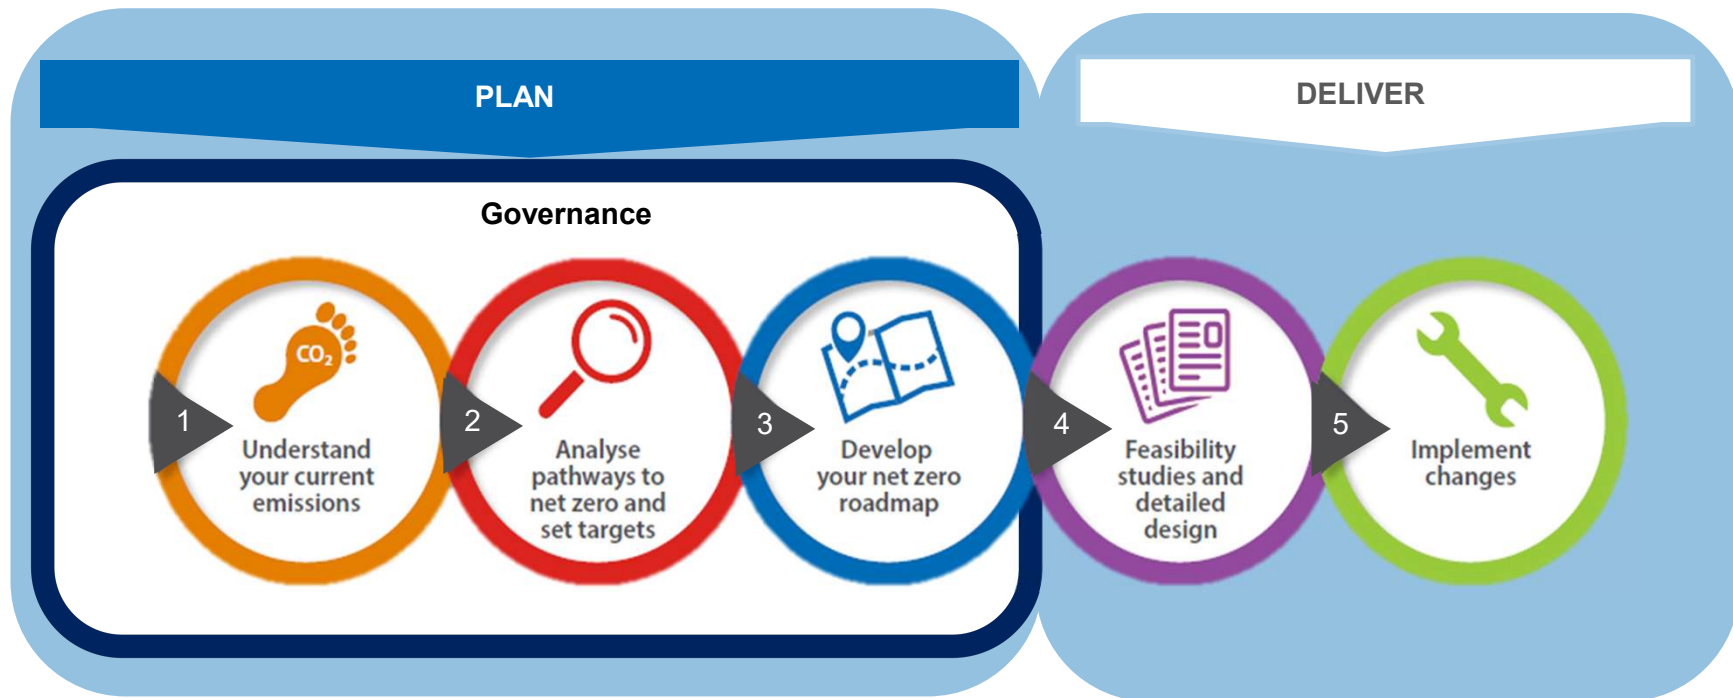 PLAN
DELIVER
Governance
1
CO₂
Understand
your current
emissions
2
Analyse
pathways to
net zero and
set targets
3
Develop
your net zero
roadmap
4
Feasibility
studies and
detailed
design
5
Implement
changes